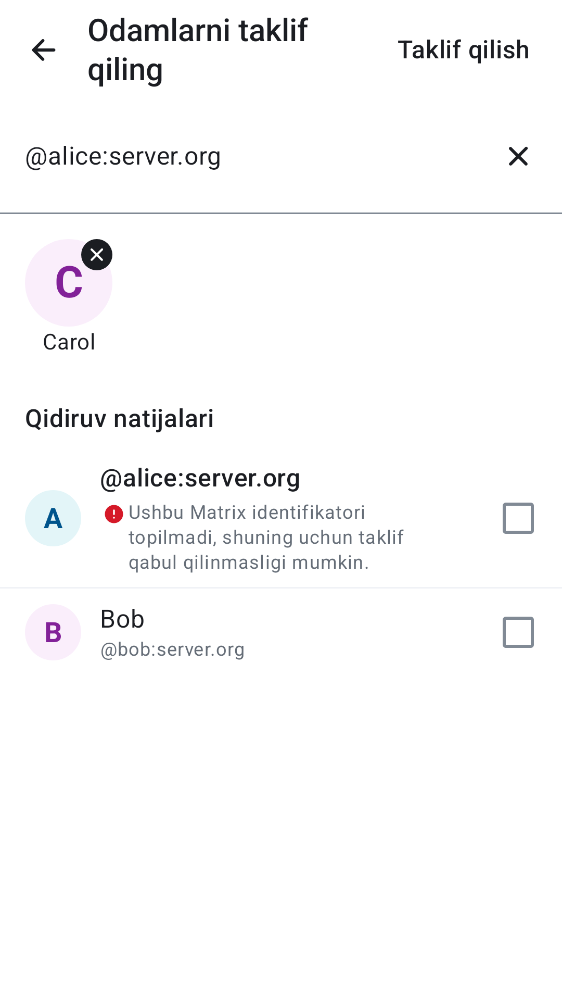 Odamlarni taklif
qiling
Taklif qilish
@alice:server.org
C
Carol
Qidiruv natijalari
A
@alice:server.org
Ushbu Matrix identifikatori
topilmadi, shuning uchun taklif
qabul qilinmasligi mumkin.
B
Bob
@bob:server.org